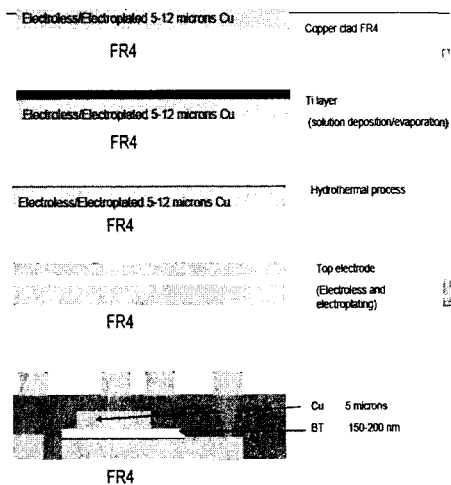 Electroless/Electroplated 5-12 microns Cu
Copper clad FR4
FR4
Ti layer
Electroless/Electroplated 5-12 microns Cu
(solution deposition/evaporation)
FR4
Hydrothermal process
Electroless/Electroplated 5-12 microns Cu
FR4
Top electrode
(Electroless and
electroplating)
FR4
Cu 5 microns
BT 150-200 nm
FR4